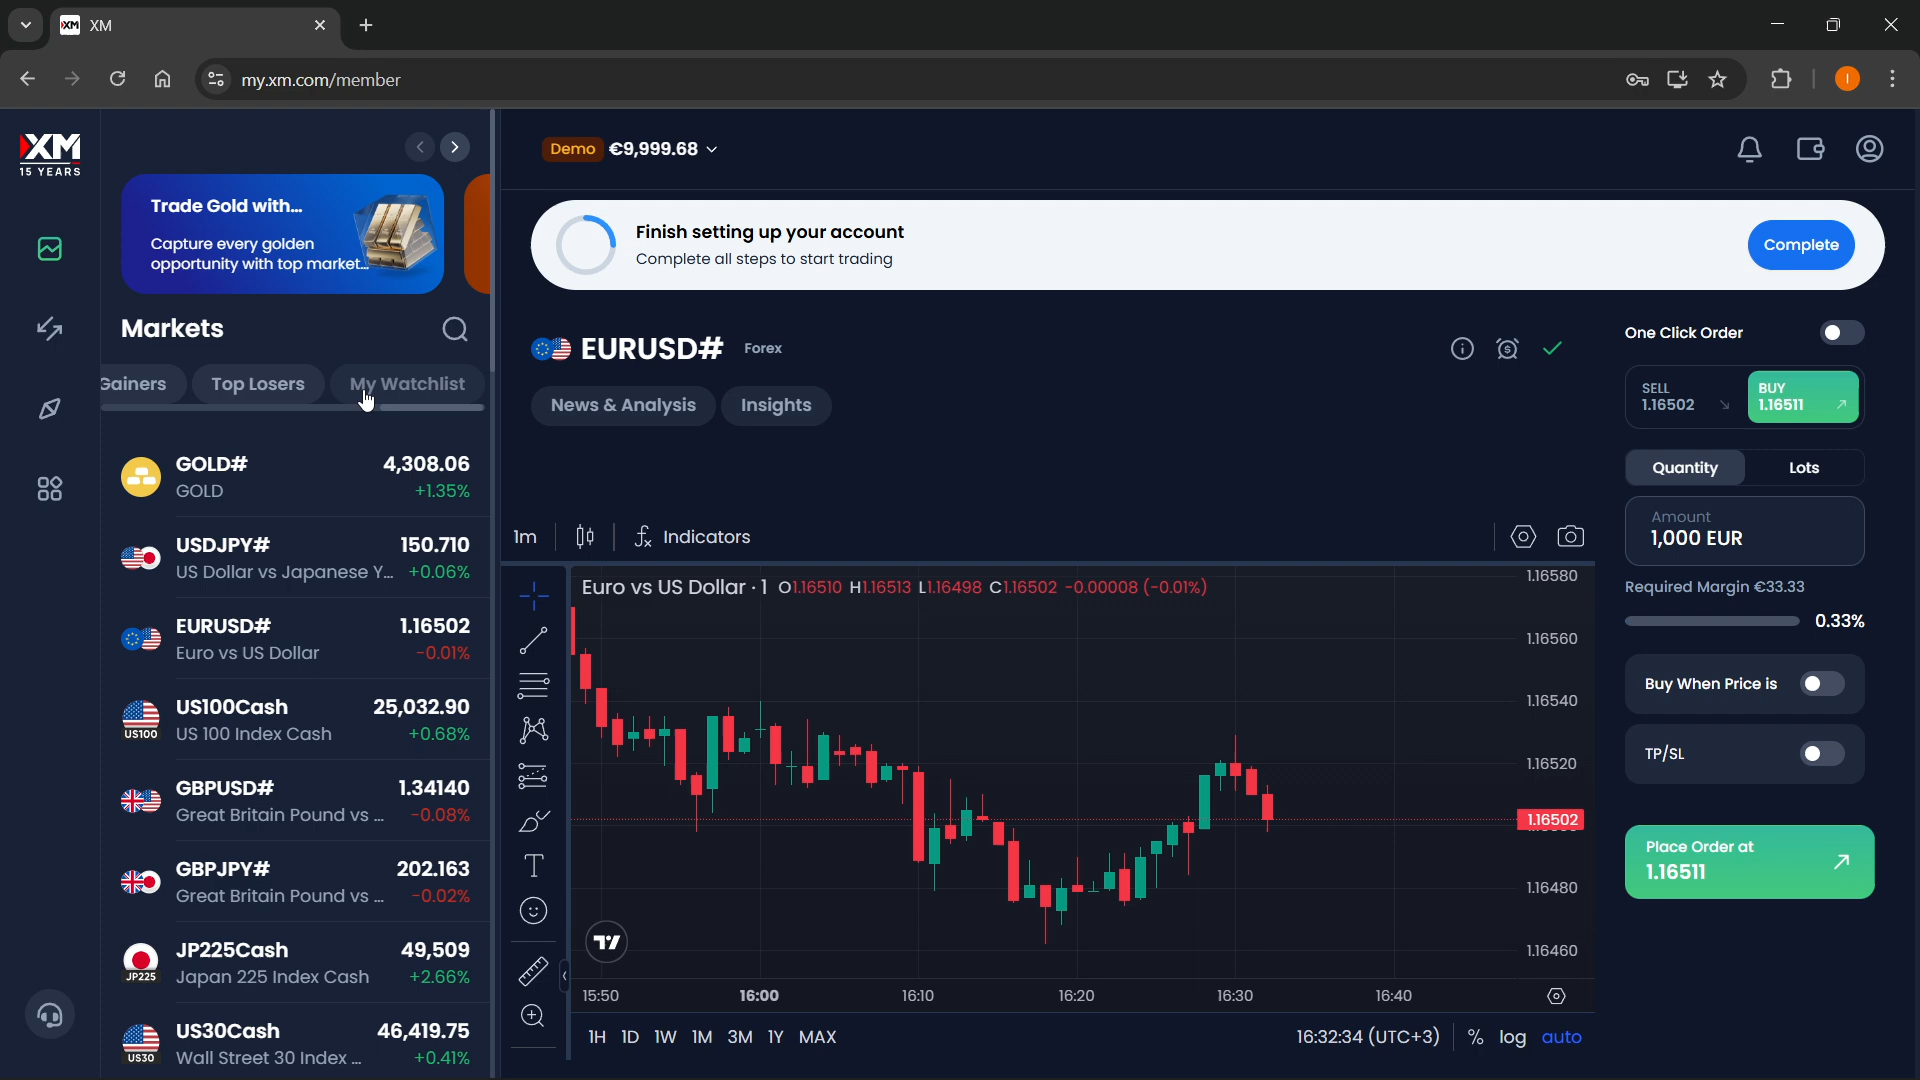 XM
my.xm.com/member
I
XM
15 YEARS
Trade Gold with...
Capture every golden
opportunity with top market...
Markets
Gainers
Top Losers
My Watchlist
GOLD# 4,308.06
GOLD +1.35%
USDJPY# 150.710
US Dollar vs Japanese Y... +0.06%
EURUSD# 1.16502
Euro vs US Dollar -0.01%
US100
US100Cash 25,032.90
US 100 Index Cash +0.68%
GBPUSD# 1.34140
Great Britain Pound vs ... -0.08%
GBPJPY# 202.163
Great Britain Pound vs ... -0.02%
JP225
JP225Cash 49,509
Japan 225 Index Cash +2.66%
US30
US30Cash 46,419.75
Wall Street 30 Index ... +0.41%
Demo €9,999.68
Finish setting up your account
Complete all steps to start trading
Complete
EURUSD# Forex
News & Analysis
Insights
1m
Indicators
Euro vs US Dollar · 1 O1.16510 H1.16513 L1.16498 C1.16502 -0.00008 (-0.01%)
1.16580
1.16560
1.16540
1.16520
1.16502
1.16480
1.16460
15:50 16:00 16:10 16:20 16:30 16:40
1H 1D 1W 1M 3M 1Y MAX
16:32:34 (UTC+3) % log auto
One Click Order
SELL
1.16502
BUY
1.16511
Quantity Lots
Amount
1,000 EUR
Required Margin €33.33
0.33%
Buy When Price is
TP/SL
Place Order at
1.16511